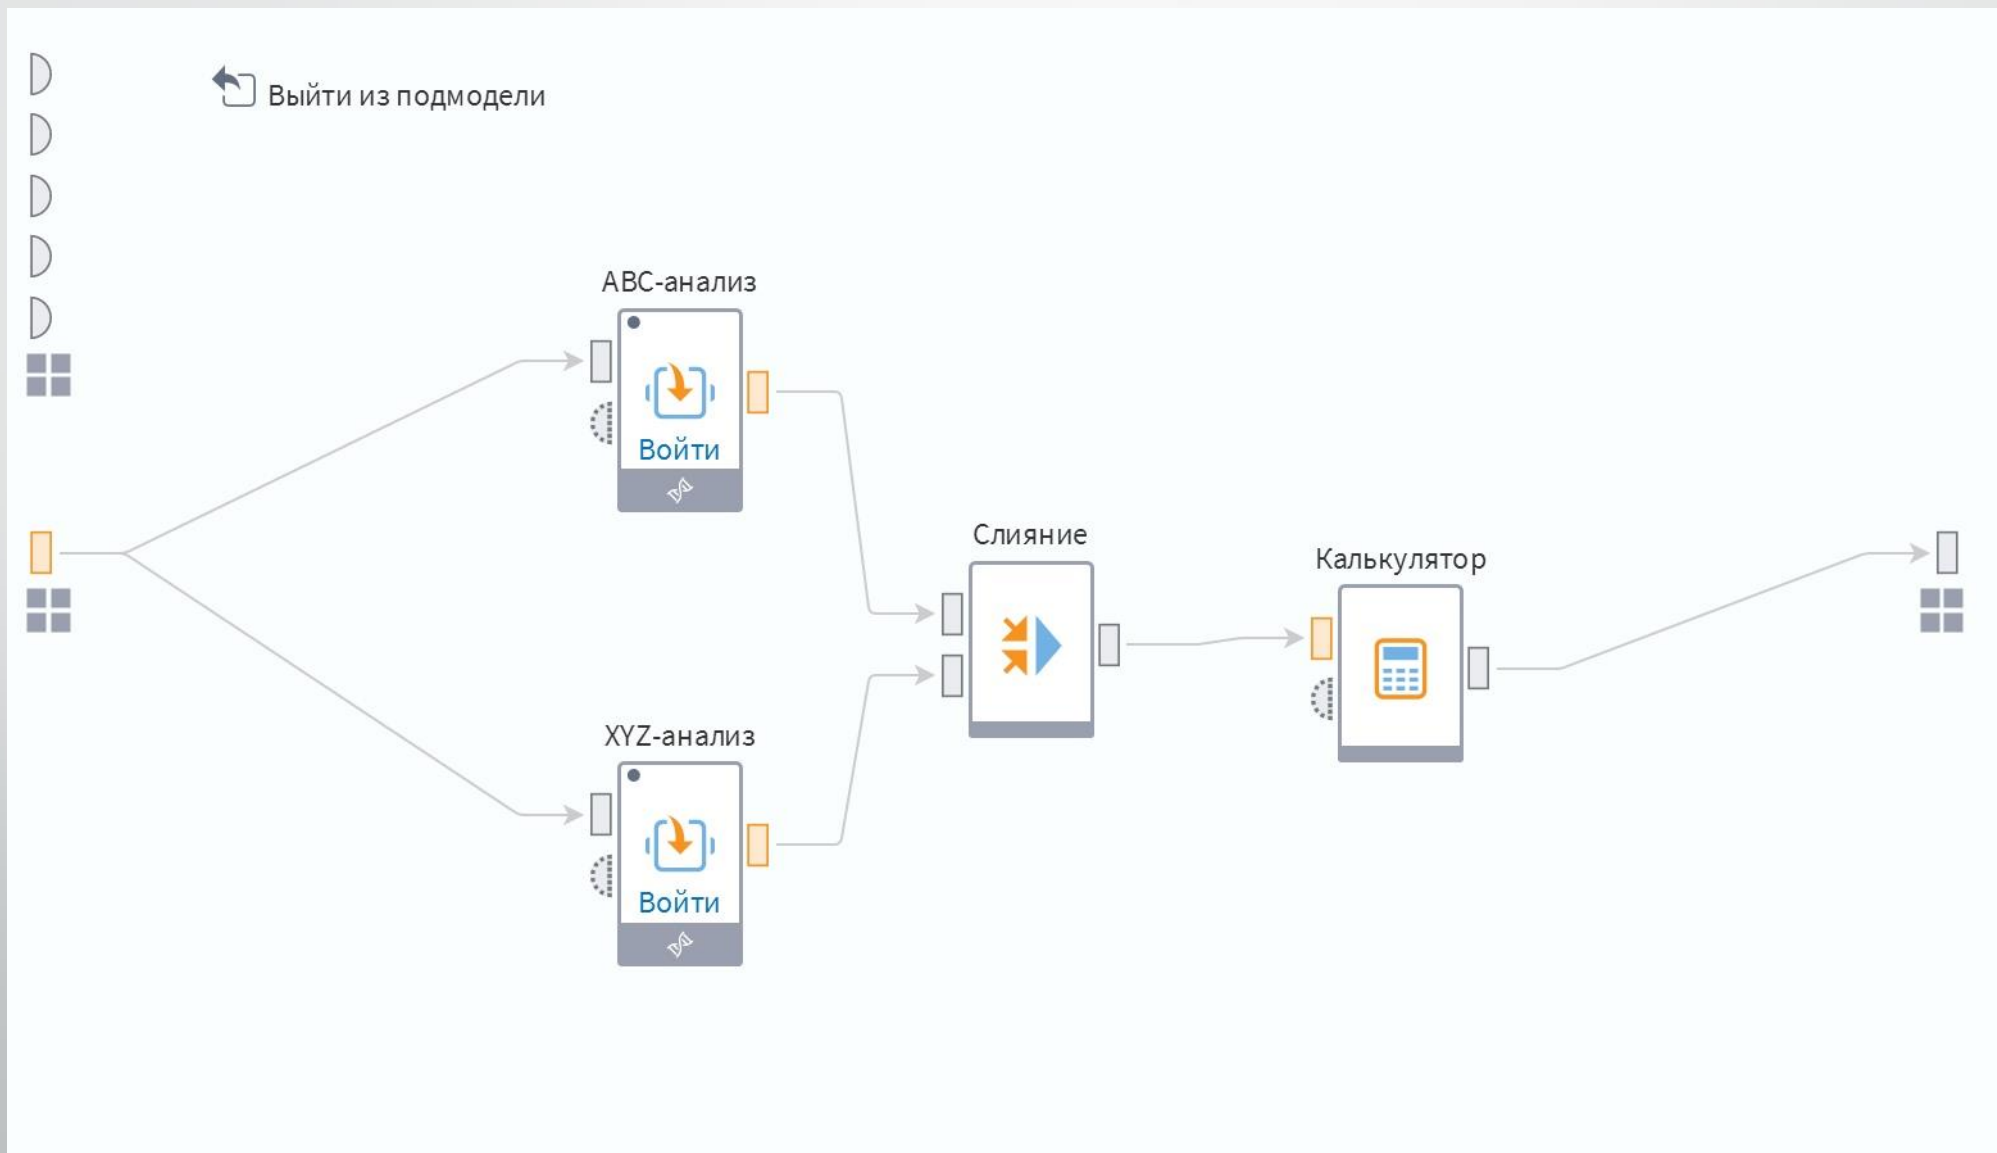 Выйти из подмодели
ABC-анализ
Войти
Слияние
Калькулятор
XYZ-анализ
Войти